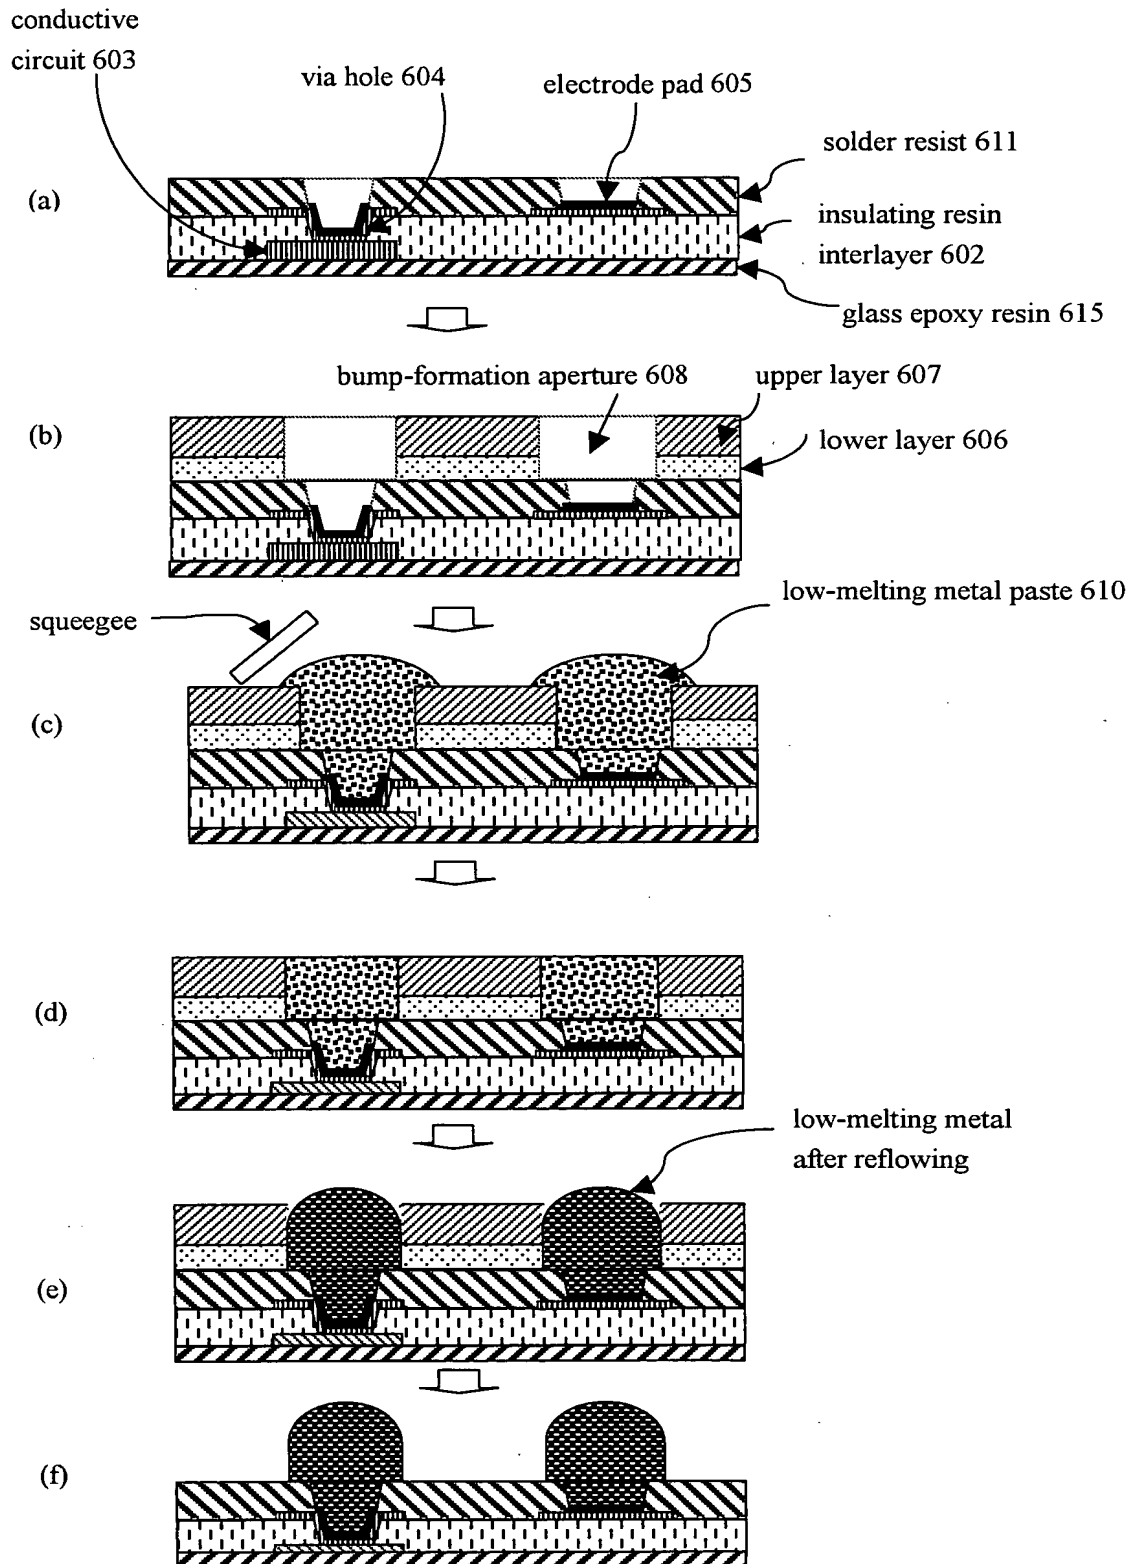 conductive
circuit 603
via hole 604
electrode pad 605
solder resist 611
(a)
insulating resin
interlayer 602
glass epoxy resin 615
bump-formation aperture 608
upper layer 607
(b)
lower layer 606
low-melting metal paste 610
squeegee
(c)
(d)
low-melting metal
after reflowing
(e)
(f)